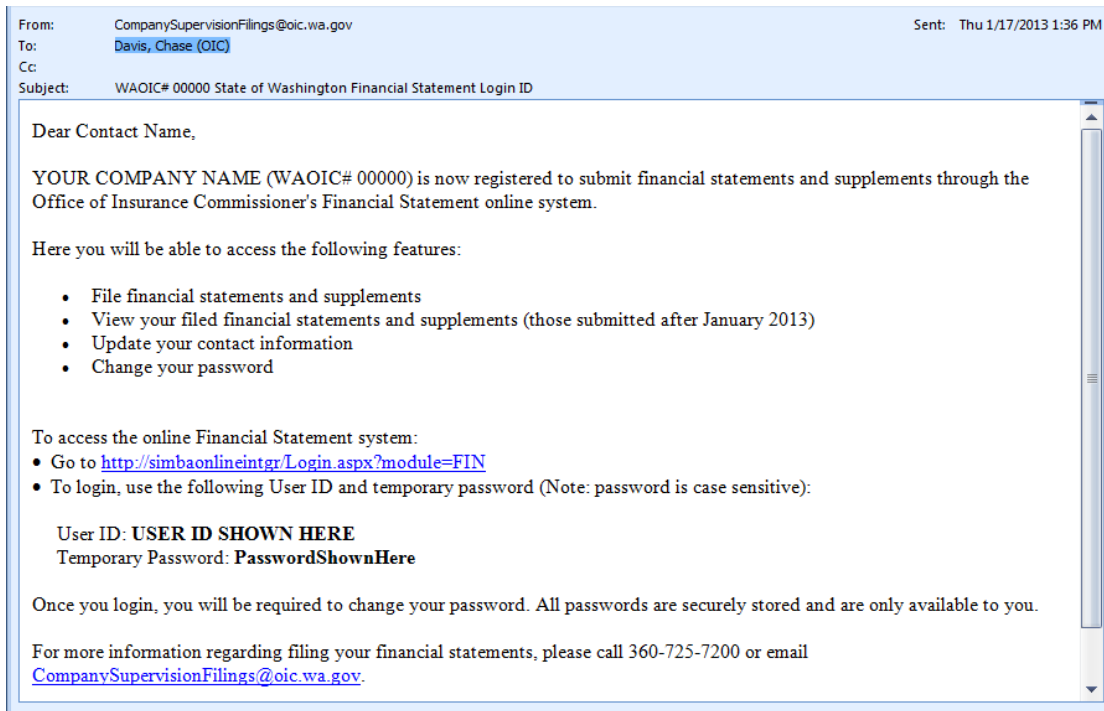 From: CompanySupervisionFilings@oic.wa.gov Sent: Thu 1/17/2013 1:36 PM
To: Davis, Chase (OIC)
Cc:
Subject: WAOIC# 00000 State of Washington Financial Statement Login ID
Dear Contact Name,
YOUR COMPANY NAME (WAOIC# 00000) is now registered to submit financial statements and supplements through the
Office of Insurance Commissioner's Financial Statement online system.
Here you will be able to access the following features:
• File financial statements and supplements
• View your filed financial statements and supplements (those submitted after January 2013)
• Update your contact information
• Change your password
To access the online Financial Statement system:
• Go to http://simbaonlineintgr/Login.aspx?module=FIN
• To login, use the following User ID and temporary password (Note: password is case sensitive):
User ID: USER ID SHOWN HERE
Temporary Password: PasswordShownHere
Once you login, you will be required to change your password. All passwords are securely stored and are only available to you.
For more information regarding filing your financial statements, please call 360-725-7200 or email
CompanySupervisionFilings@oic.wa.gov.